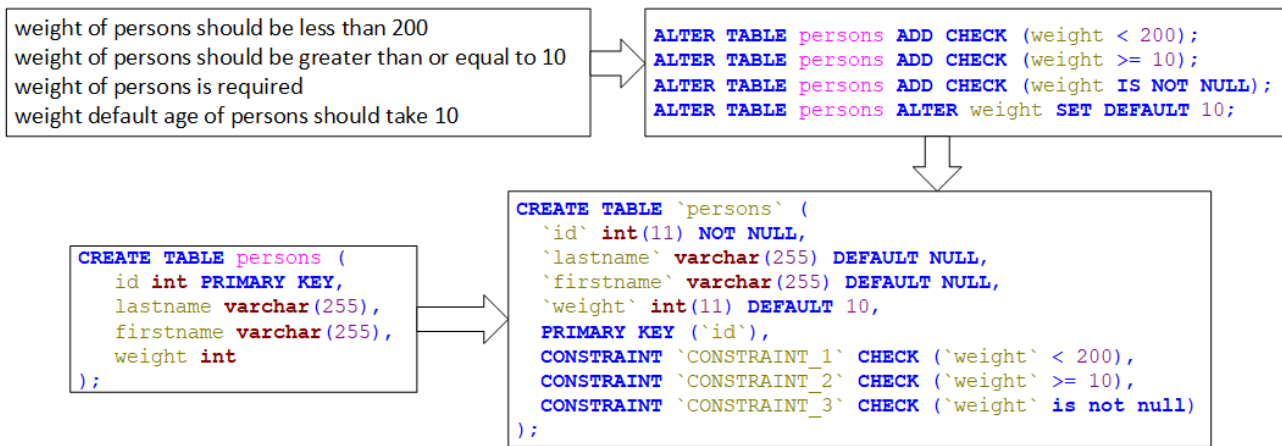 weight of persons should be less than 200
weight of persons should be greater than or equal to 10
weight of persons is required
weight default age of persons should take 10
ALTER TABLE persons ADD CHECK (weight < 200);
ALTER TABLE persons ADD CHECK (weight >= 10);
ALTER TABLE persons ADD CHECK (weight IS NOT NULL);
ALTER TABLE persons ALTER weight SET DEFAULT 10;
CREATE TABLE persons (
id int PRIMARY KEY,
lastname varchar(255),
firstname varchar(255),
weight int
);
CREATE TABLE `persons` (
`id` int(11) NOT NULL,
`lastname` varchar(255) DEFAULT NULL,
`firstname` varchar(255) DEFAULT NULL,
`weight` int(11) DEFAULT 10,
PRIMARY KEY (`id`),
CONSTRAINT `CONSTRAINT_1` CHECK (`weight` < 200),
CONSTRAINT `CONSTRAINT_2` CHECK (`weight` >= 10),
CONSTRAINT `CONSTRAINT_3` CHECK (`weight` is not null)
);